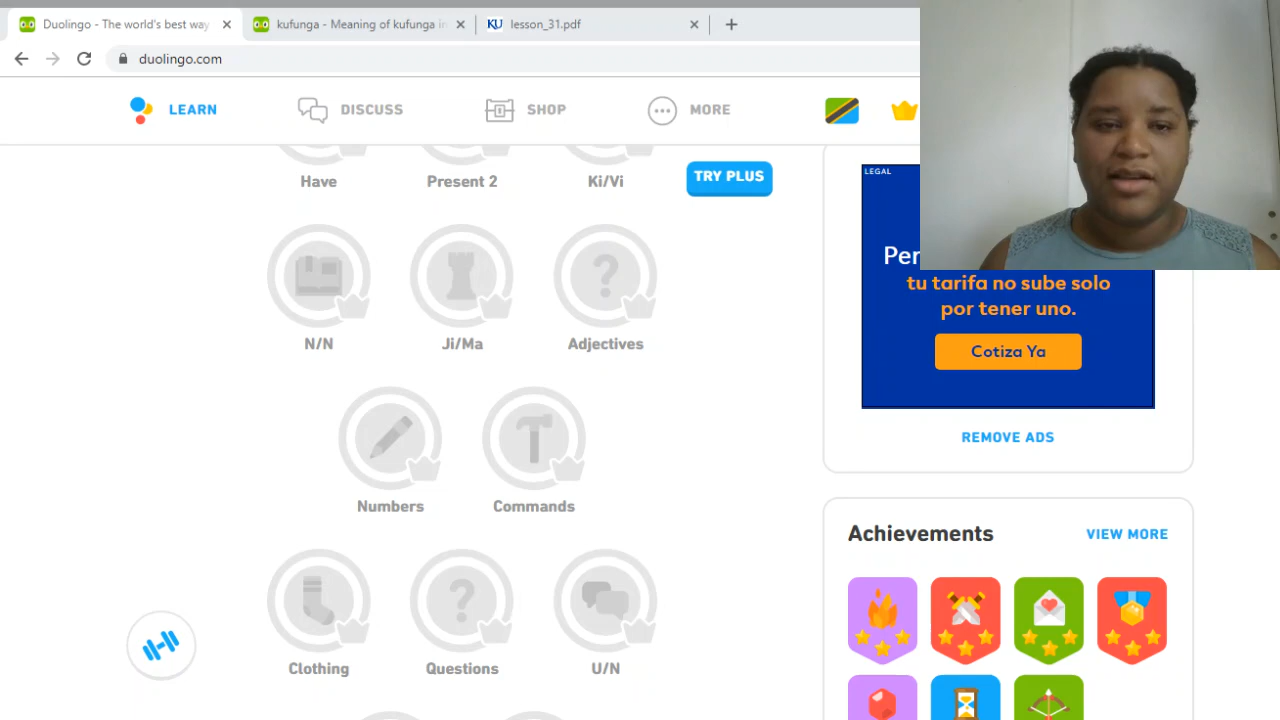 Duolingo - The world's best way
kufunga - Meaning of kufunga in
KU lesson_31.pdf
duolingo.com
LEARN
DISCUSS
SHOP
MORE
Have
Present 2
Ki/Vi
TRY PLUS
LEGAL
Per
tu tarifa no sube solo
por tener uno.
Cotiza Ya
N/N
Ji/Ma
Adjectives
REMOVE ADS
Numbers
Commands
Achievements
VIEW MORE
Clothing
Questions
U/N